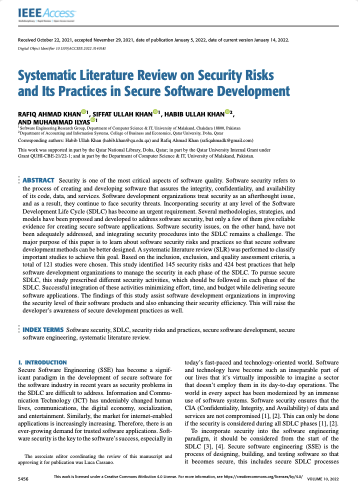 IEEE Access
Received October 22, 2021, accepted November 29, 2021, date of publication January 5, 2022, date of current version January 14, 2022.
Digital Object Identifier
Systematic Literature Review on Security Risks
and Its Practices in Secure Software Development
RAFIQ AHMAD KHAN1, SIFFAT ULLAH KHAN1, HABIB ULLAH KHAN2,
AND MUHAMMAD ILYAS1
1Software Engineering Research Group, Department of Computer Science & IT, University of Malakand, Chakdara 18800, Pakistan
2Department of Accounting and Information Systems, College of Business and Economics, Qatar University, Doha, Qatar
Corresponding authors: Habib Ullah Khan (habib.khan@qu.edu.qa) and Rafiq Ahmad Khan (rafiqahmadk@gmail.com)
This work was supported in part by the Qatar National Library, Doha, Qatar; in part by the Qatar University Internal Grant under
Grant QUHI-CBE-21/22-1; and in part by the Department of Computer Science & IT, University of Malakand, Pakistan.
ABSTRACT Security is one of the most critical aspects of software quality. Software security refers to
the process of creating and developing software that assures the integrity, confidentiality, and availability
of its code, data, and services. Software development organizations treat security as an afterthought issue,
and as a result, they continue to face security threats. Incorporating security at any level of the Software
Development Life Cycle (SDLC) has become an urgent requirement. Several methodologies, strategies, and
models have been proposed and developed to address software security, but only a few of them give reliable
evidence for creating secure software applications. Software security issues, on the other hand, have not
been adequately addressed, and integrating security procedures into the SDLC remains a challenge. The
major purpose of this paper is to learn about software security risks and practices so that secure software
development methods can be better designed. A systematic literature review (SLR) was performed to classify
important studies to achieve this goal. Based on the inclusion, exclusion, and quality assessment criteria, a
total of 121 studies were chosen. This study identified 145 security risks and 424 best practices that help
software development organizations to manage the security in each phase of the SDLC. To pursue secure
SDLC, this study prescribed different security activities, which should be followed in each phase of the
SDLC. Successful integration of these activities minimizing effort, time, and budget while delivering secure
software applications. The findings of this study assist software development organizations in improving
the security level of their software products and also enhancing their security efficiency. This will raise the
developer's awareness of secure development practices as well.
INDEX TERMS Software security, SDLC, security risks and practices, secure software development, secure
software engineering, systematic literature review.
I. INTRODUCTION
Secure Software Engineering (SSE) has become a signif-
icant paradigm in the development of secure software for
the software industry in recent years as security problems in
the SDLC are difficult to address. Information and Commu-
nication Technology (ICT) has undeniably changed human
lives, communications, the digital economy, socialization,
and entertainment. Similarly, the market for internet-enabled
applications is increasingly increasing. Therefore, there is an
ever-growing demand for trusted software applications. Soft-
ware security is the key to the software's success, especially in
The associate editor coordinating the review of this manuscript and
approving it for publication was Luca Cassano.
today's fast-paced and technology-oriented world. Software
and technology have become such an inseparable part of
our lives that it's virtually impossible to imagine a sector
that doesn't employ them in its day-to-day operations. The
world in every aspect has been modernized by an immense
use of software systems. Software security ensures that the
CIA (Confidentiality, Integrity, and Availability) of data and
services are not compromised [1], [2]. This can only be done
if the security is considered during all SDLC phases [1], [2].
To incorporate security into the software engineering
paradigm, it should be considered from the start of the
SDLC [3], [4]. Secure software engineering (SSE) is the
process of designing, building, and testing software so that
it becomes secure, this includes secure SDLC processes
5456
This work is licensed under a Creative Commons Attribution 4.0 License. For more information, see https://creativecommons.org/licenses/by/4.0/
VOLUME 10, 2022